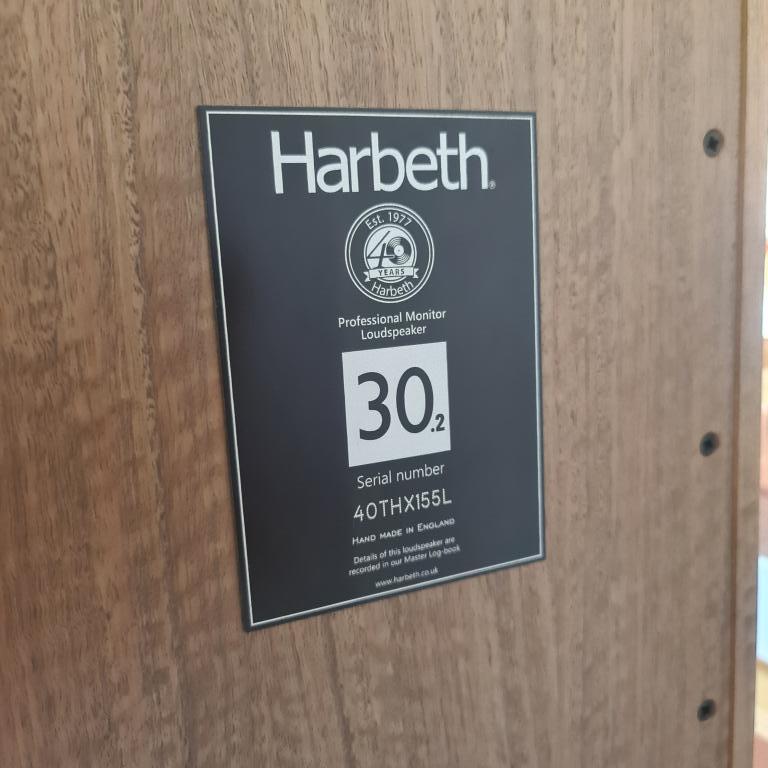 Harbeth®
Est. 1977
40
YEARS
Harbeth
Professional Monitor
Loudspeaker
30.2
Serial number
40THX155L
HAND MADE IN ENGLAND
Details of this loudspeaker are
recorded in our Master Log-book
www.harbeth.co.uk